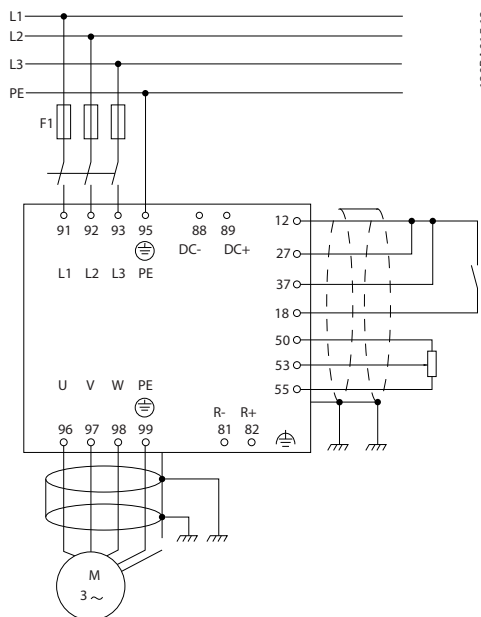 L1
L2
L3
PE
F1
91 92 93 95 88 89 12
DC- DC+
27
L1 L2 L3 PE
37
18
50
53
U V W PE
55
R- R+
96 97 98 99 81 82
M
3 ~